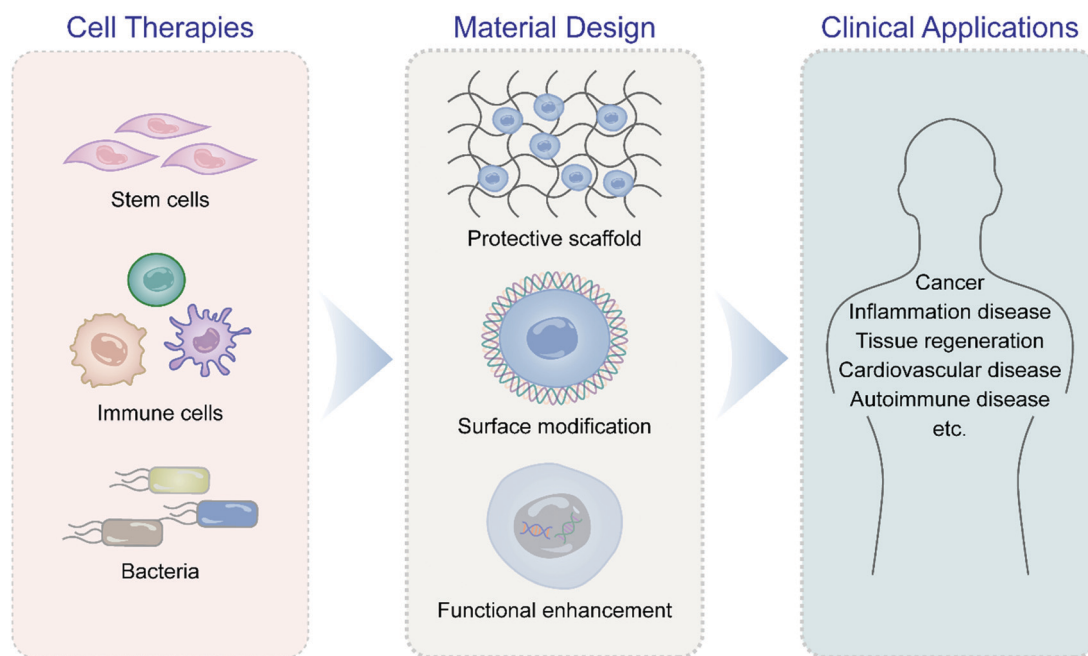 Cell Therapies
Stem cells
Immune cells
Bacteria
Material Design
Protective scaffold
Surface modification
Functional enhancement
Clinical Applications
Cancer
Inflammation disease
Tissue regeneration
Cardiovascular disease
Autoimmune disease
etc.